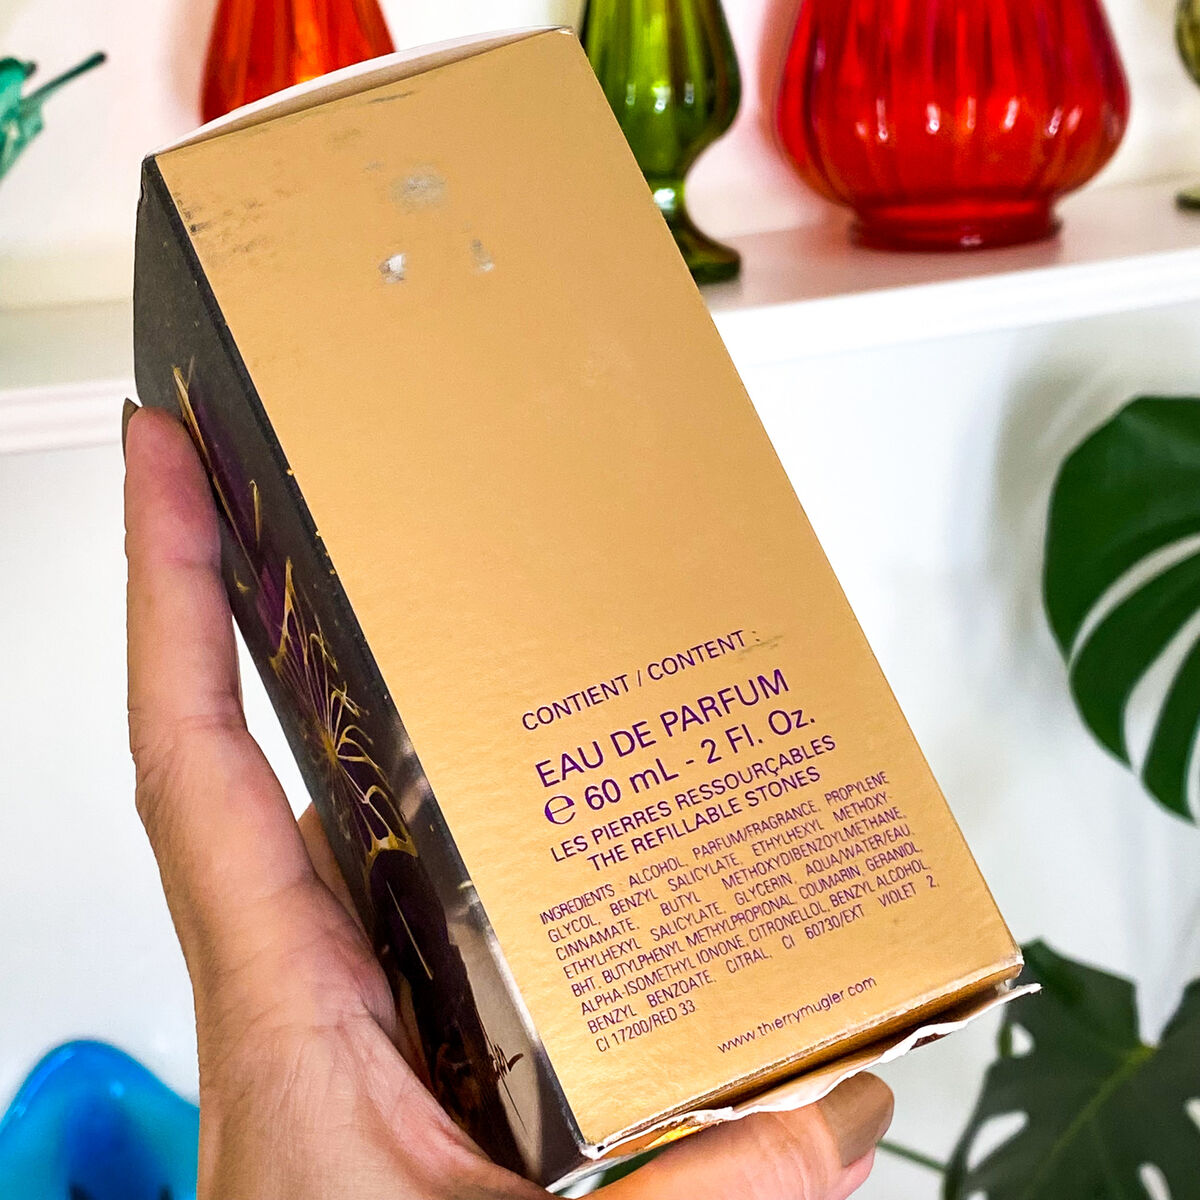 CONTIENT / CONTENT :
EAU DE PARFUM
℮ 60 mL - 2 Fl. Oz.
LES PIERRES RESSOURÇABLES
THE REFILLABLE STONES
INGREDIENTS : ALCOHOL, PARFUM/FRAGRANCE, PROPYLENE
GLYCOL, BENZYL SALICYLATE, ETHYLHEXYL METHOXY-
CINNAMATE, BUTYL METHOXYDIBENZOYLMETHANE,
ETHYLHEXYL SALICYLATE, GLYCERIN, AQUA/WATER/EAU,
BHT, BUTYLPHENYL METHYLPROPIONAL, COUMARIN, GERANIOL,
ALPHA-ISOMETHYL IONONE, CITRONELLOL, BENZYL ALCOHOL,
BENZYL BENZOATE, CITRAL, CI 60730/EXT VIOLET 2,
CI 17200/RED 33
www.thierrymugler.com